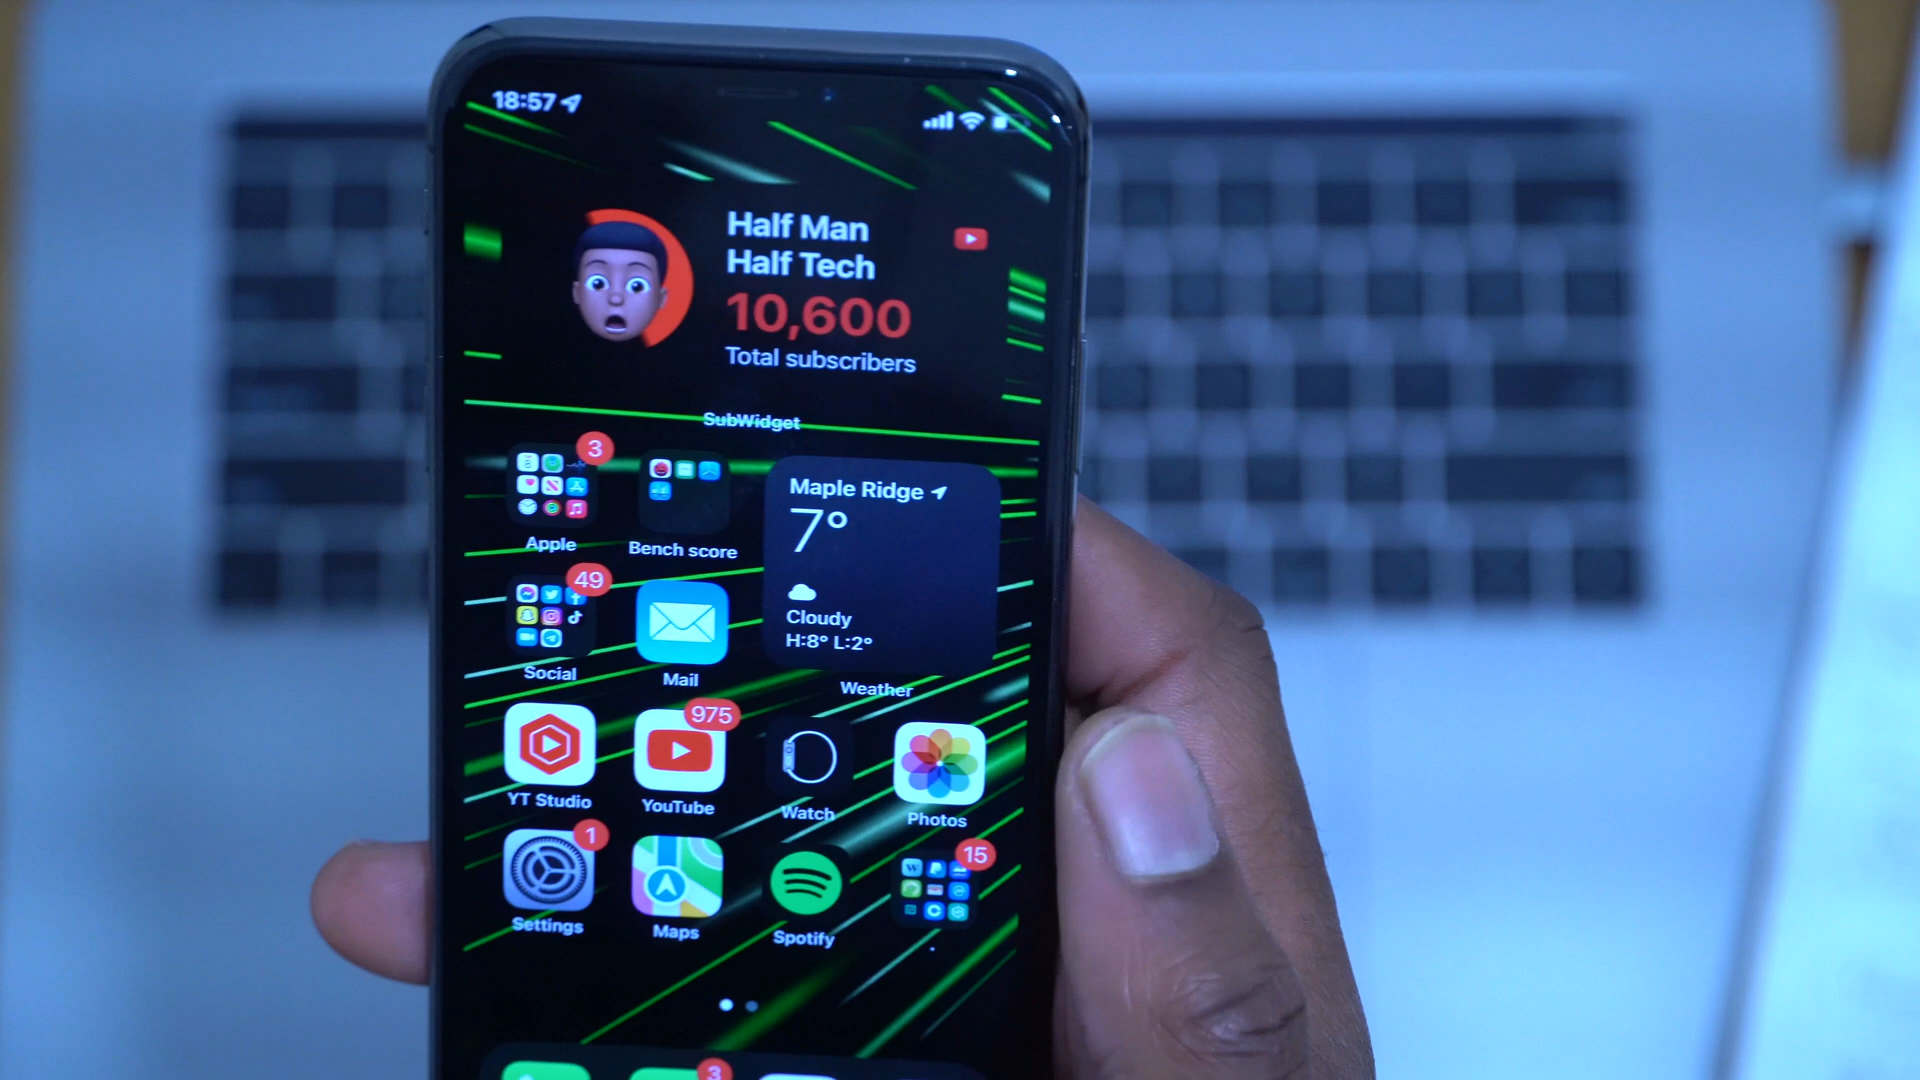 18:57
Half Man
Half Tech
10,600
Total subscribers
SubWidget
3
Apple
Bench score
Maple Ridge
7°
Cloudy
H:8° L:2°
Weather
49
Social
Mail
YT Studio
975
YouTube
Watch
Photos
1
Settings
Maps
Spotify
15
.
3